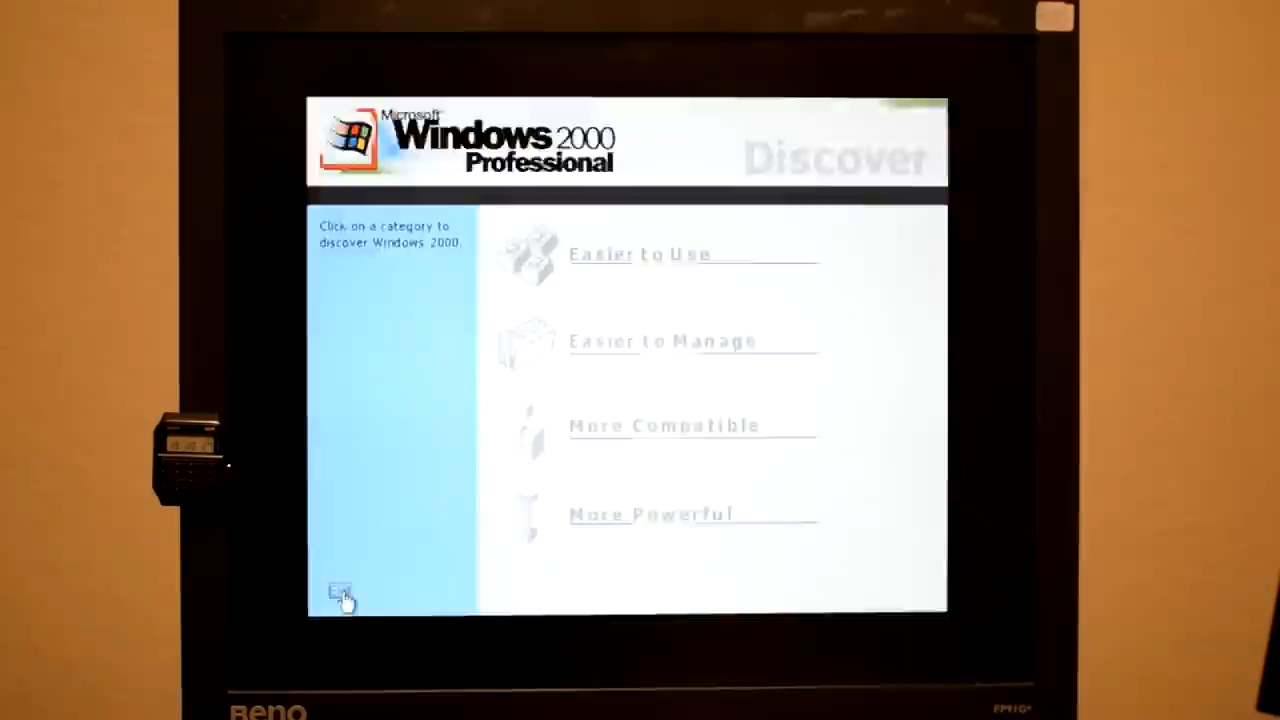 Microsoft
Windows 2000
Professional
Discover
Click on a category to
discover Windows 2000.
Easier to Use
Easier to Manage
More Compatible
More Powerful
Exit
BenQ